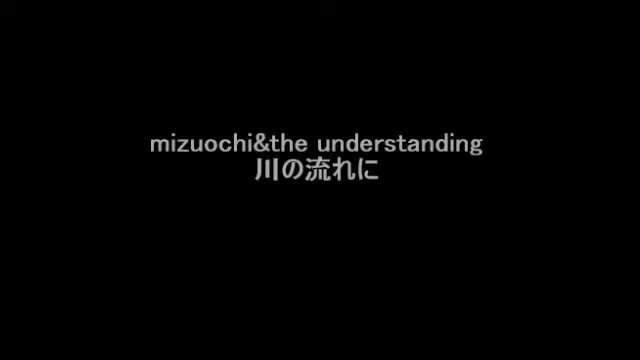 mizuochi&the understanding
川の流れに